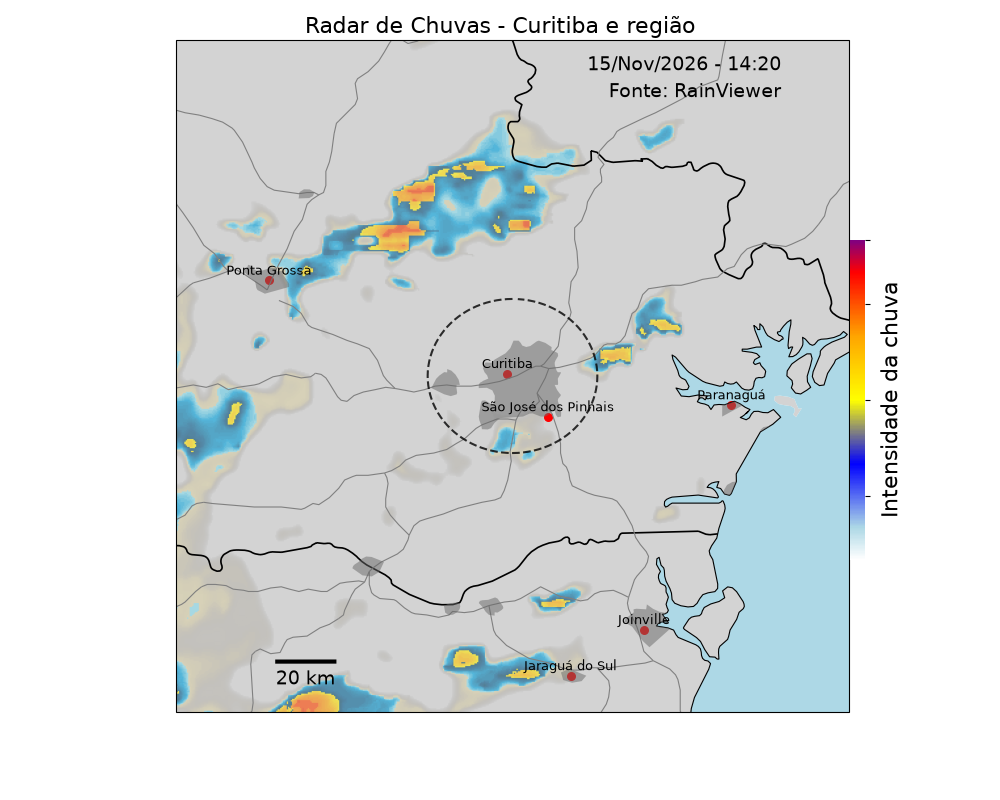 Radar de Chuvas - Curitiba e região
15/Nov/2026 - 14:20
Fonte: RainViewer
Ponta Grossa
Curitiba
São José dos Pinhais
Paranaguá
Joinville
Jaraguá do Sul
20 km
Intensidade da chuva